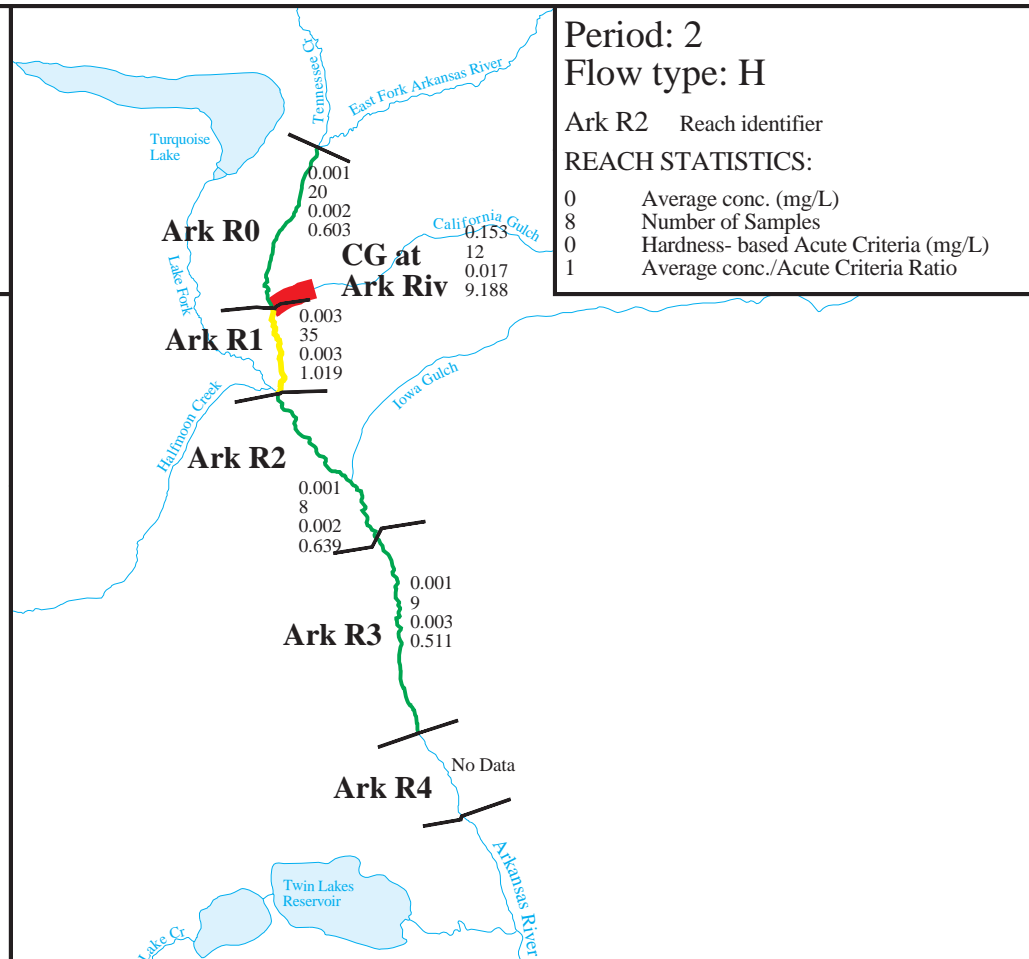 Period: 2
Flow type: H
Ark R2 Reach identifier
REACH STATISTICS:
0 Average conc. (mg/L)
8 Number of Samples
0 Hardness- based Acute Criteria (mg/L)
1 Average conc./Acute Criteria Ratio
Tennessee Cr
East Fork Arkansas River
Turquoise
Lake
0.001
20
0.002
0.603
Ark R0
California Gulch
CG at
Ark Riv
0.153
12
0.017
9.188
Lake Fork
0.003
35
0.003
1.019
Ark R1
Iowa Gulch
Halfmoon Creek
Ark R2
0.001
8
0.002
0.639
0.001
9
0.003
0.511
Ark R3
No Data
Ark R4
Arkansas River
Twin Lakes
Reservoir
Lake Cr